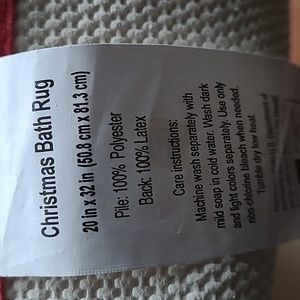 Christmas Bath Rug
20 in x 32 in (50.8 cm x 81.3 cm)
Pile: 100% Polyester
Back: 100% Latex
Care instructions:
Machine wash separately with
mild soap in cold water. Wash dark
and light colors separately. Use only
non-chlorine bleach when needed.
Tumble dry low heat.